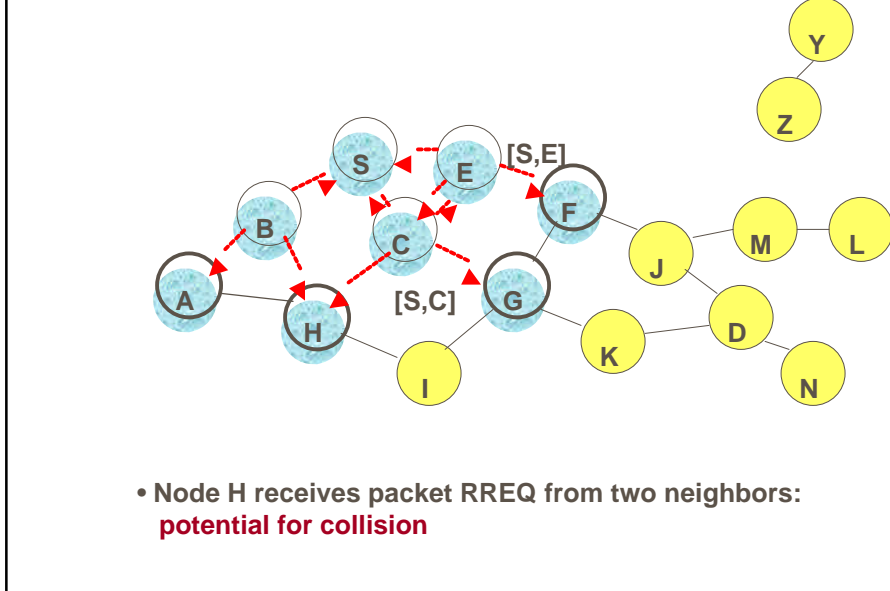 Y
Z
S
E
[S,E]
F
B
C
M
L
J
A
[S,C]
G
H
D
K
I
N
• Node H receives packet RREQ from two neighbors:
potential for collision